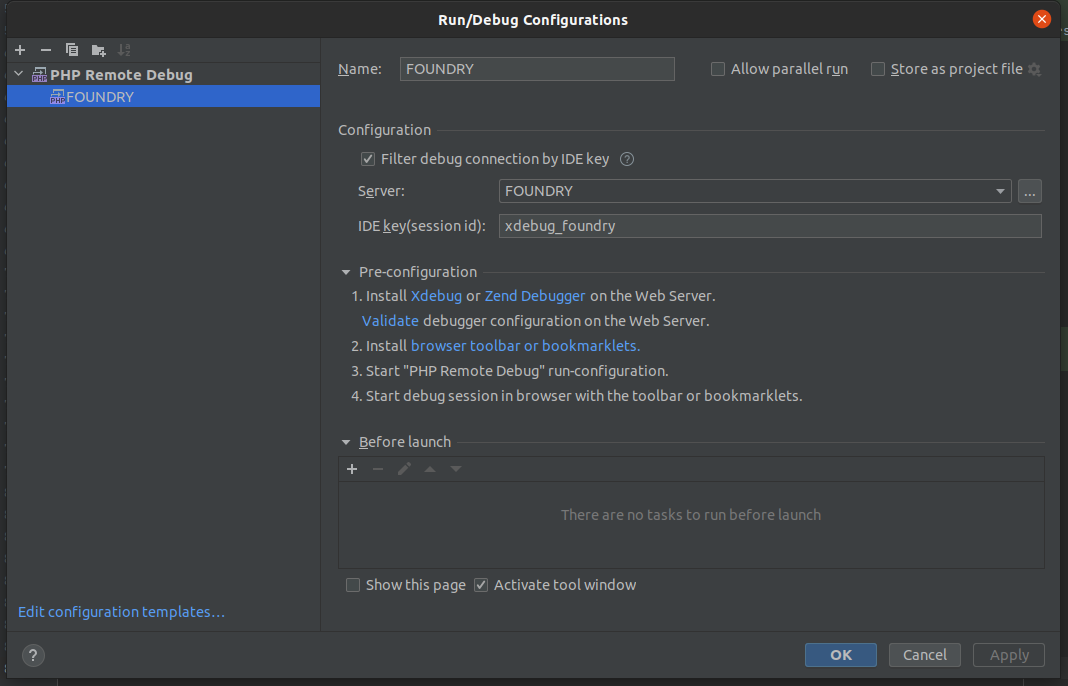 Run/Debug Configurations
PHP Remote Debug
FOUNDRY
Edit configuration templates...
Name: FOUNDRY Allow parallel run Store as project file
Configuration
Filter debug connection by IDE key ?
Server: FOUNDRY ...
IDE key(session id): xdebug_foundry
Pre-configuration
1. Install Xdebug or Zend Debugger on the Web Server.
Validate debugger configuration on the Web Server.
2. Install browser toolbar or bookmarklets.
3. Start "PHP Remote Debug" run-configuration.
4. Start debug session in browser with the toolbar or bookmarklets.
Before launch
There are no tasks to run before launch
Show this page Activate tool window
? OK Cancel Apply